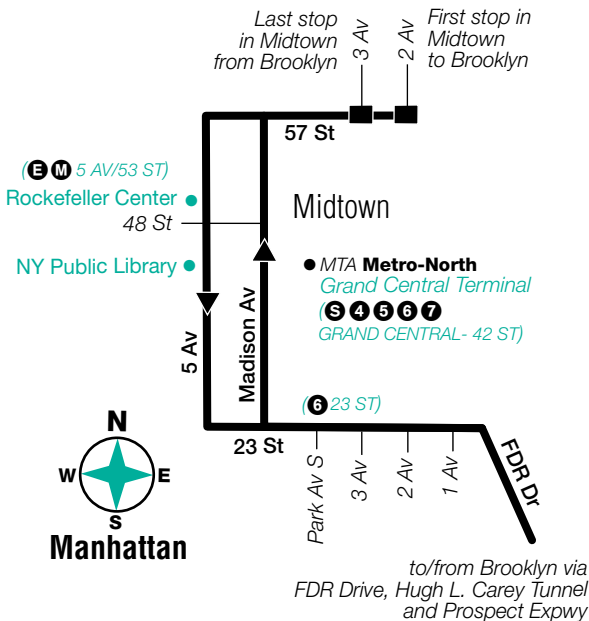 Last stop
in Midtown
from Brooklyn
3 Av
2 Av
First stop in
Midtown
to Brooklyn
57 St
(E M 5 AV/53 ST)
Rockefeller Center
48 St
Midtown
NY Public Library
MTA Metro-North
Grand Central Terminal
(S 4 5 6 7
GRAND CENTRAL- 42 ST)
5 Av
Madison Av
(6 23 ST)
23 St
Park Av S
3 Av
2 Av
1 Av
FDR Dr
N
W
E
S
Manhattan
to/from Brooklyn via
FDR Drive, Hugh L. Carey Tunnel
and Prospect Expwy